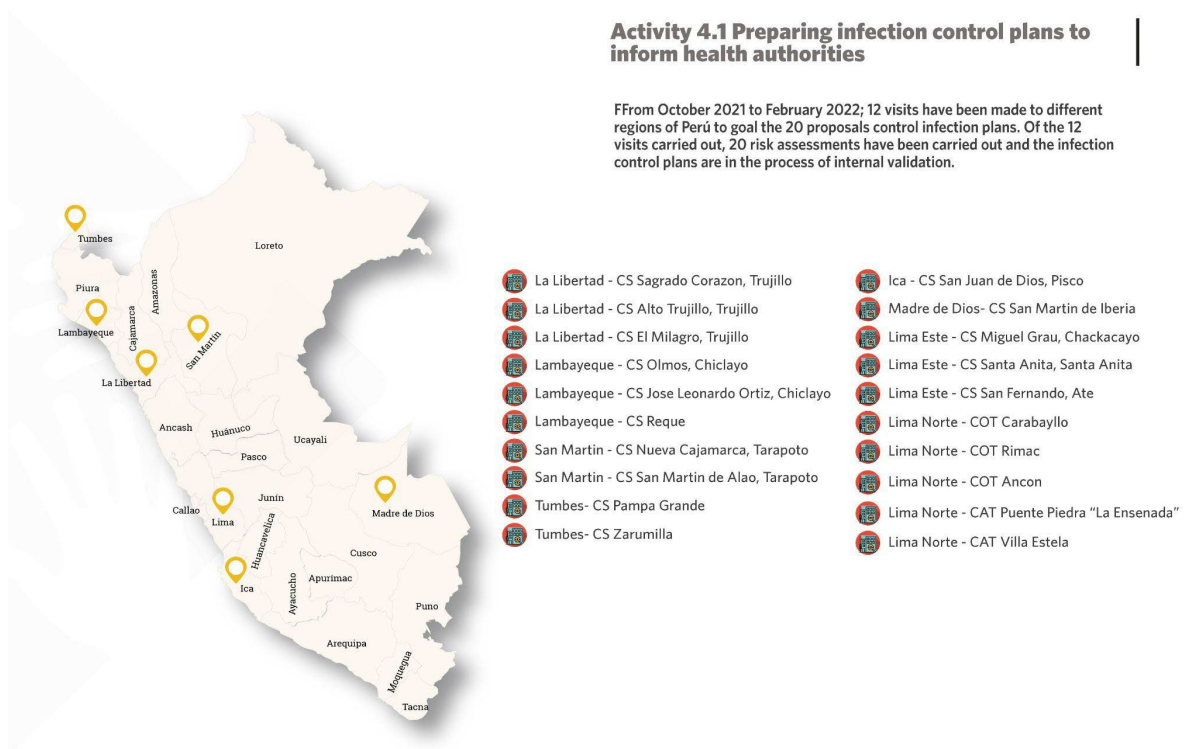 Activity 4.1 Preparing infection control plans to
inform health authorities
FFrom October 2021 to February 2022; 12 visits have been made to different
regions of Perú to goal the 20 proposals control infection plans. Of the 12
visits carried out, 20 risk assessments have been carried out and the infection
control plans are in the process of internal validation.
Tumbes
Loreto
Piura
Amazonas
Lambayeque
Cajamarca
San Martin
La Libertad
Ancash
Huánuco
Ucayali
Pasco
Callao
Lima
Junín
Madre de Dios
Huancavelica
Cusco
Ica
Ayacucho
Apurímac
Puno
Arequipa
Moquegua
Tacna
La Libertad - CS Sagrado Corazon, Trujillo
La Libertad - CS Alto Trujillo, Trujillo
La Libertad - CS El Milagro, Trujillo
Lambayeque - CS Olmos, Chiclayo
Lambayeque - CS Jose Leonardo Ortiz, Chiclayo
Lambayeque - CS Reque
San Martin - CS Nueva Cajamarca, Tarapoto
San Martin - CS San Martin de Alao, Tarapoto
Tumbes- CS Pampa Grande
Tumbes- CS Zarumilla
Ica - CS San Juan de Dios, Pisco
Madre de Dios- CS San Martin de Iberia
Lima Este - CS Miguel Grau, Chackacayo
Lima Este - CS Santa Anita, Santa Anita
Lima Este - CS San Fernando, Ate
Lima Norte - COT Carabayllo
Lima Norte - COT Rimac
Lima Norte - COT Ancon
Lima Norte - CAT Puente Piedra “La Ensenada”
Lima Norte - CAT Villa Estela